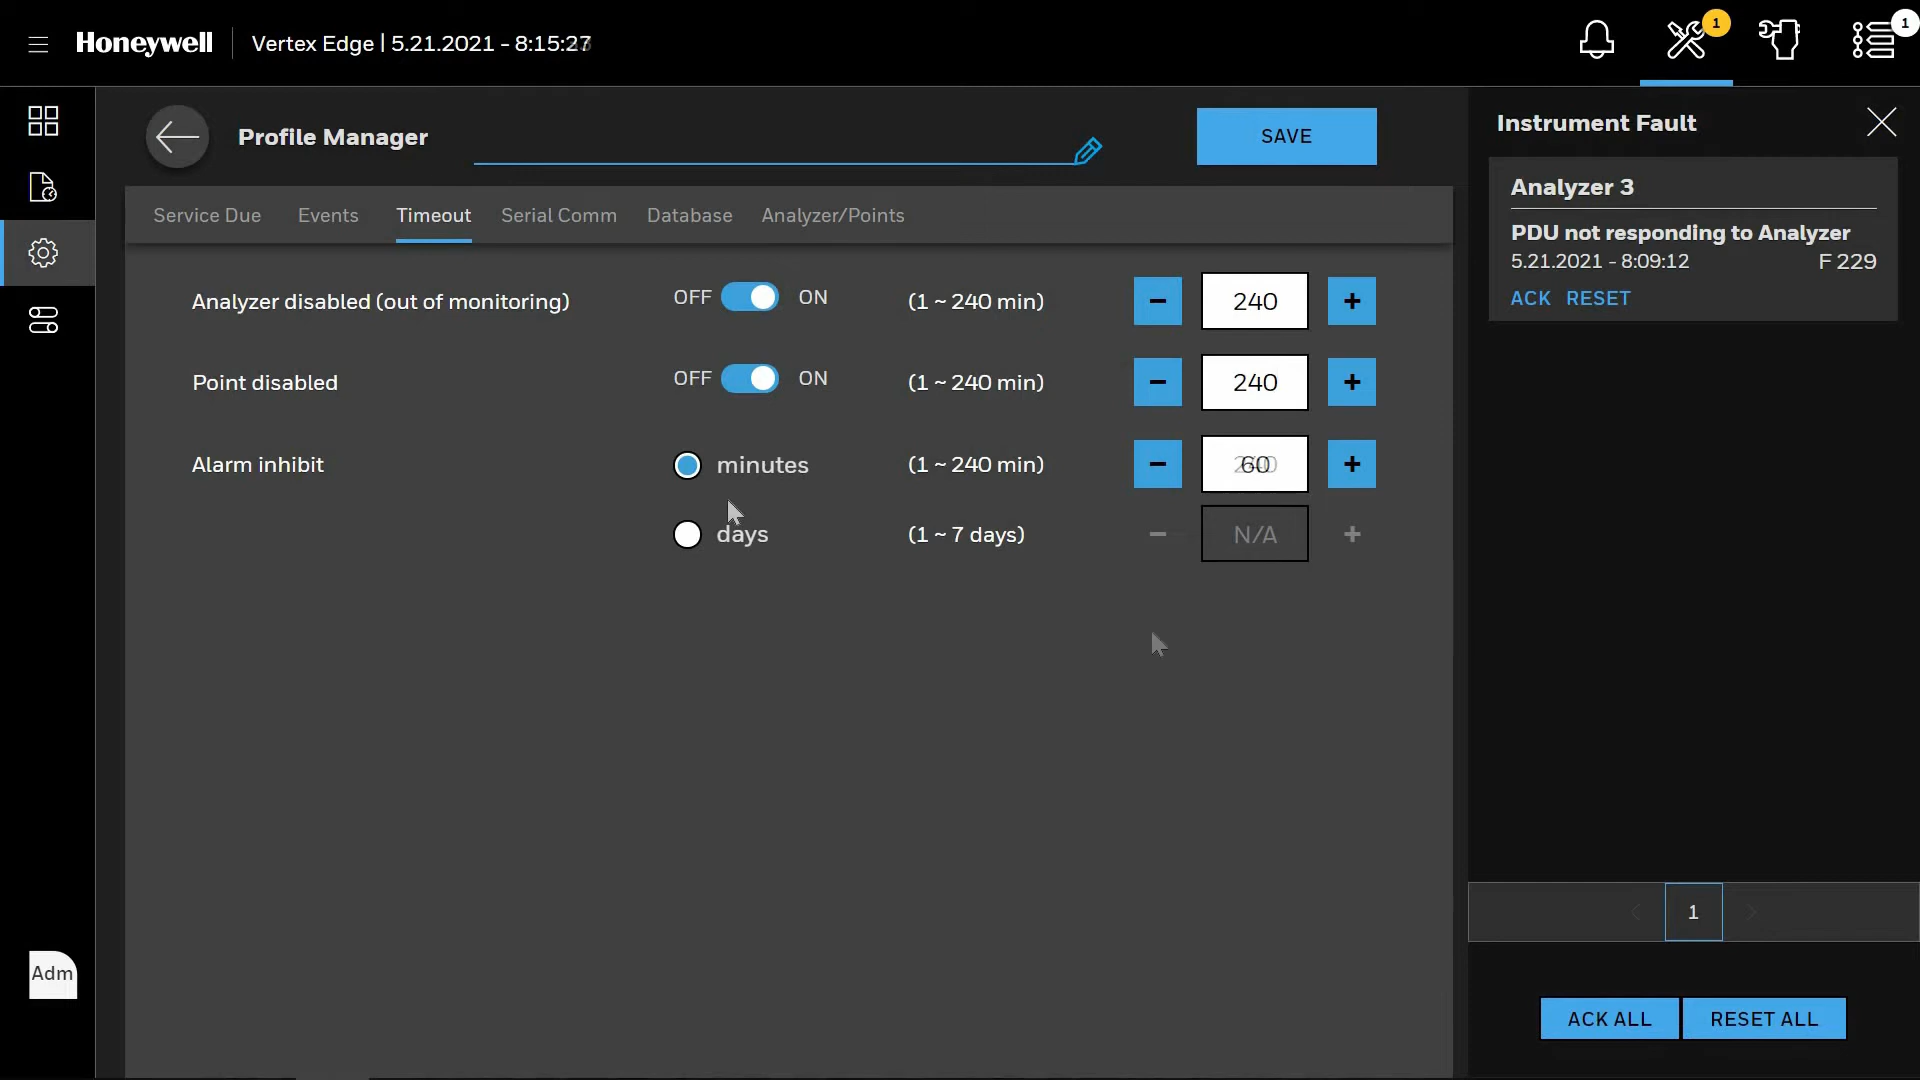 Honeywell
Vertex Edge | 5.21.2021 - 8:15:27
1
1
Profile Manager
SAVE
Service Due
Events
Timeout
Serial Comm
Database
Analyzer/Points
Analyzer disabled (out of monitoring)
OFF
ON
(1 ~ 240 min)
−
240
+
Point disabled
OFF
ON
(1 ~ 240 min)
−
240
+
Alarm inhibit
minutes
(1 ~ 240 min)
−
60
+
days
(1 ~ 7 days)
−
N/A
+
Instrument Fault
Analyzer 3
PDU not responding to Analyzer
5.21.2021 - 8:09:12
F 229
ACK RESET
1
ACK ALL
RESET ALL
Adm